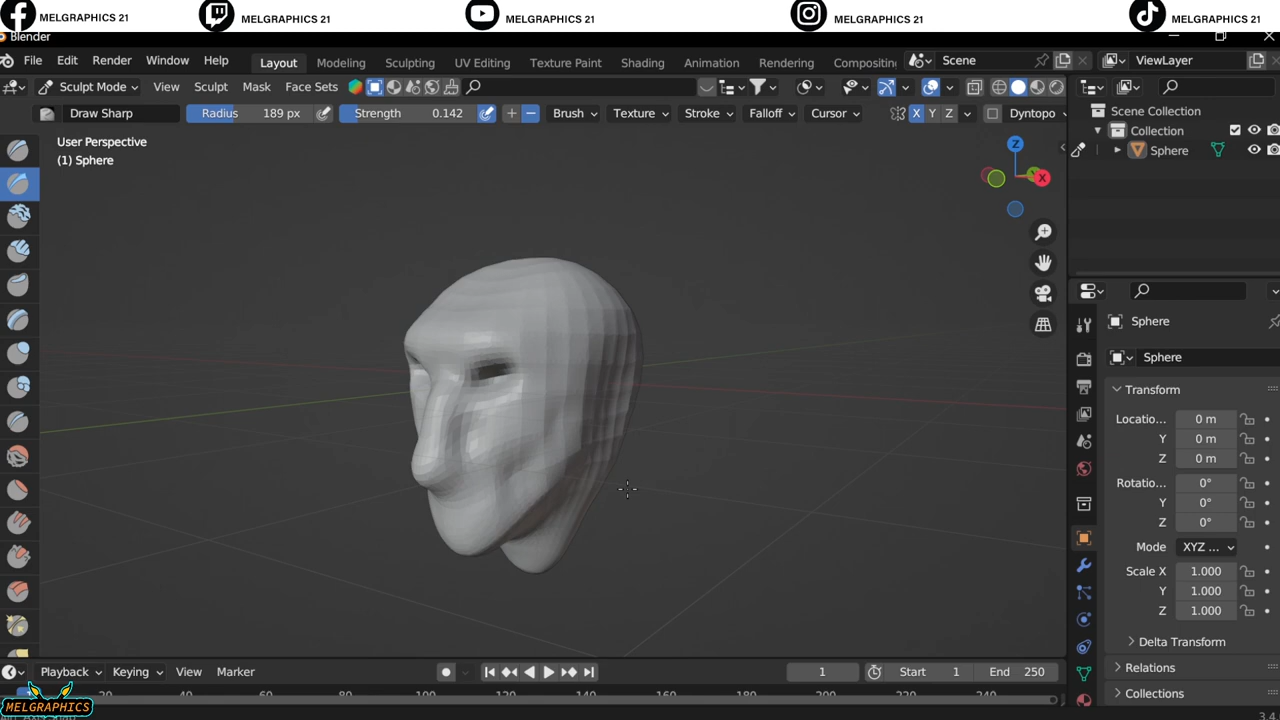 MELGRAPHICS 21 MELGRAPHICS 21 MELGRAPHICS 21 MELGRAPHICS 21 MELGRAPHICS 21
Blender
File Edit Render Window Help Layout Modeling Sculpting UV Editing Texture Paint Shading Animation Rendering Compositing Scene ViewLayer
Sculpt Mode View Sculpt Mask Face Sets
Draw Sharp Radius 189 px Strength 0.142 Brush Texture Stroke Falloff Cursor X Y Z Dyntopo
User Perspective
(1) Sphere
Z
X
Scene Collection
Collection
Sphere
Sphere
Sphere
Transform
Locatio... 0 m
Y 0 m
Z 0 m
Rotatio... 0°
Y 0°
Z 0°
Mode XYZ ...
Scale X 1.000
Y 1.000
Z 1.000
Delta Transform
Relations
Collections
Playback Keying View Marker 1 Start 1 End 250
20 40 60 80 100 120 140 160 180 200 220 240
MELGRAPHICS
3.4